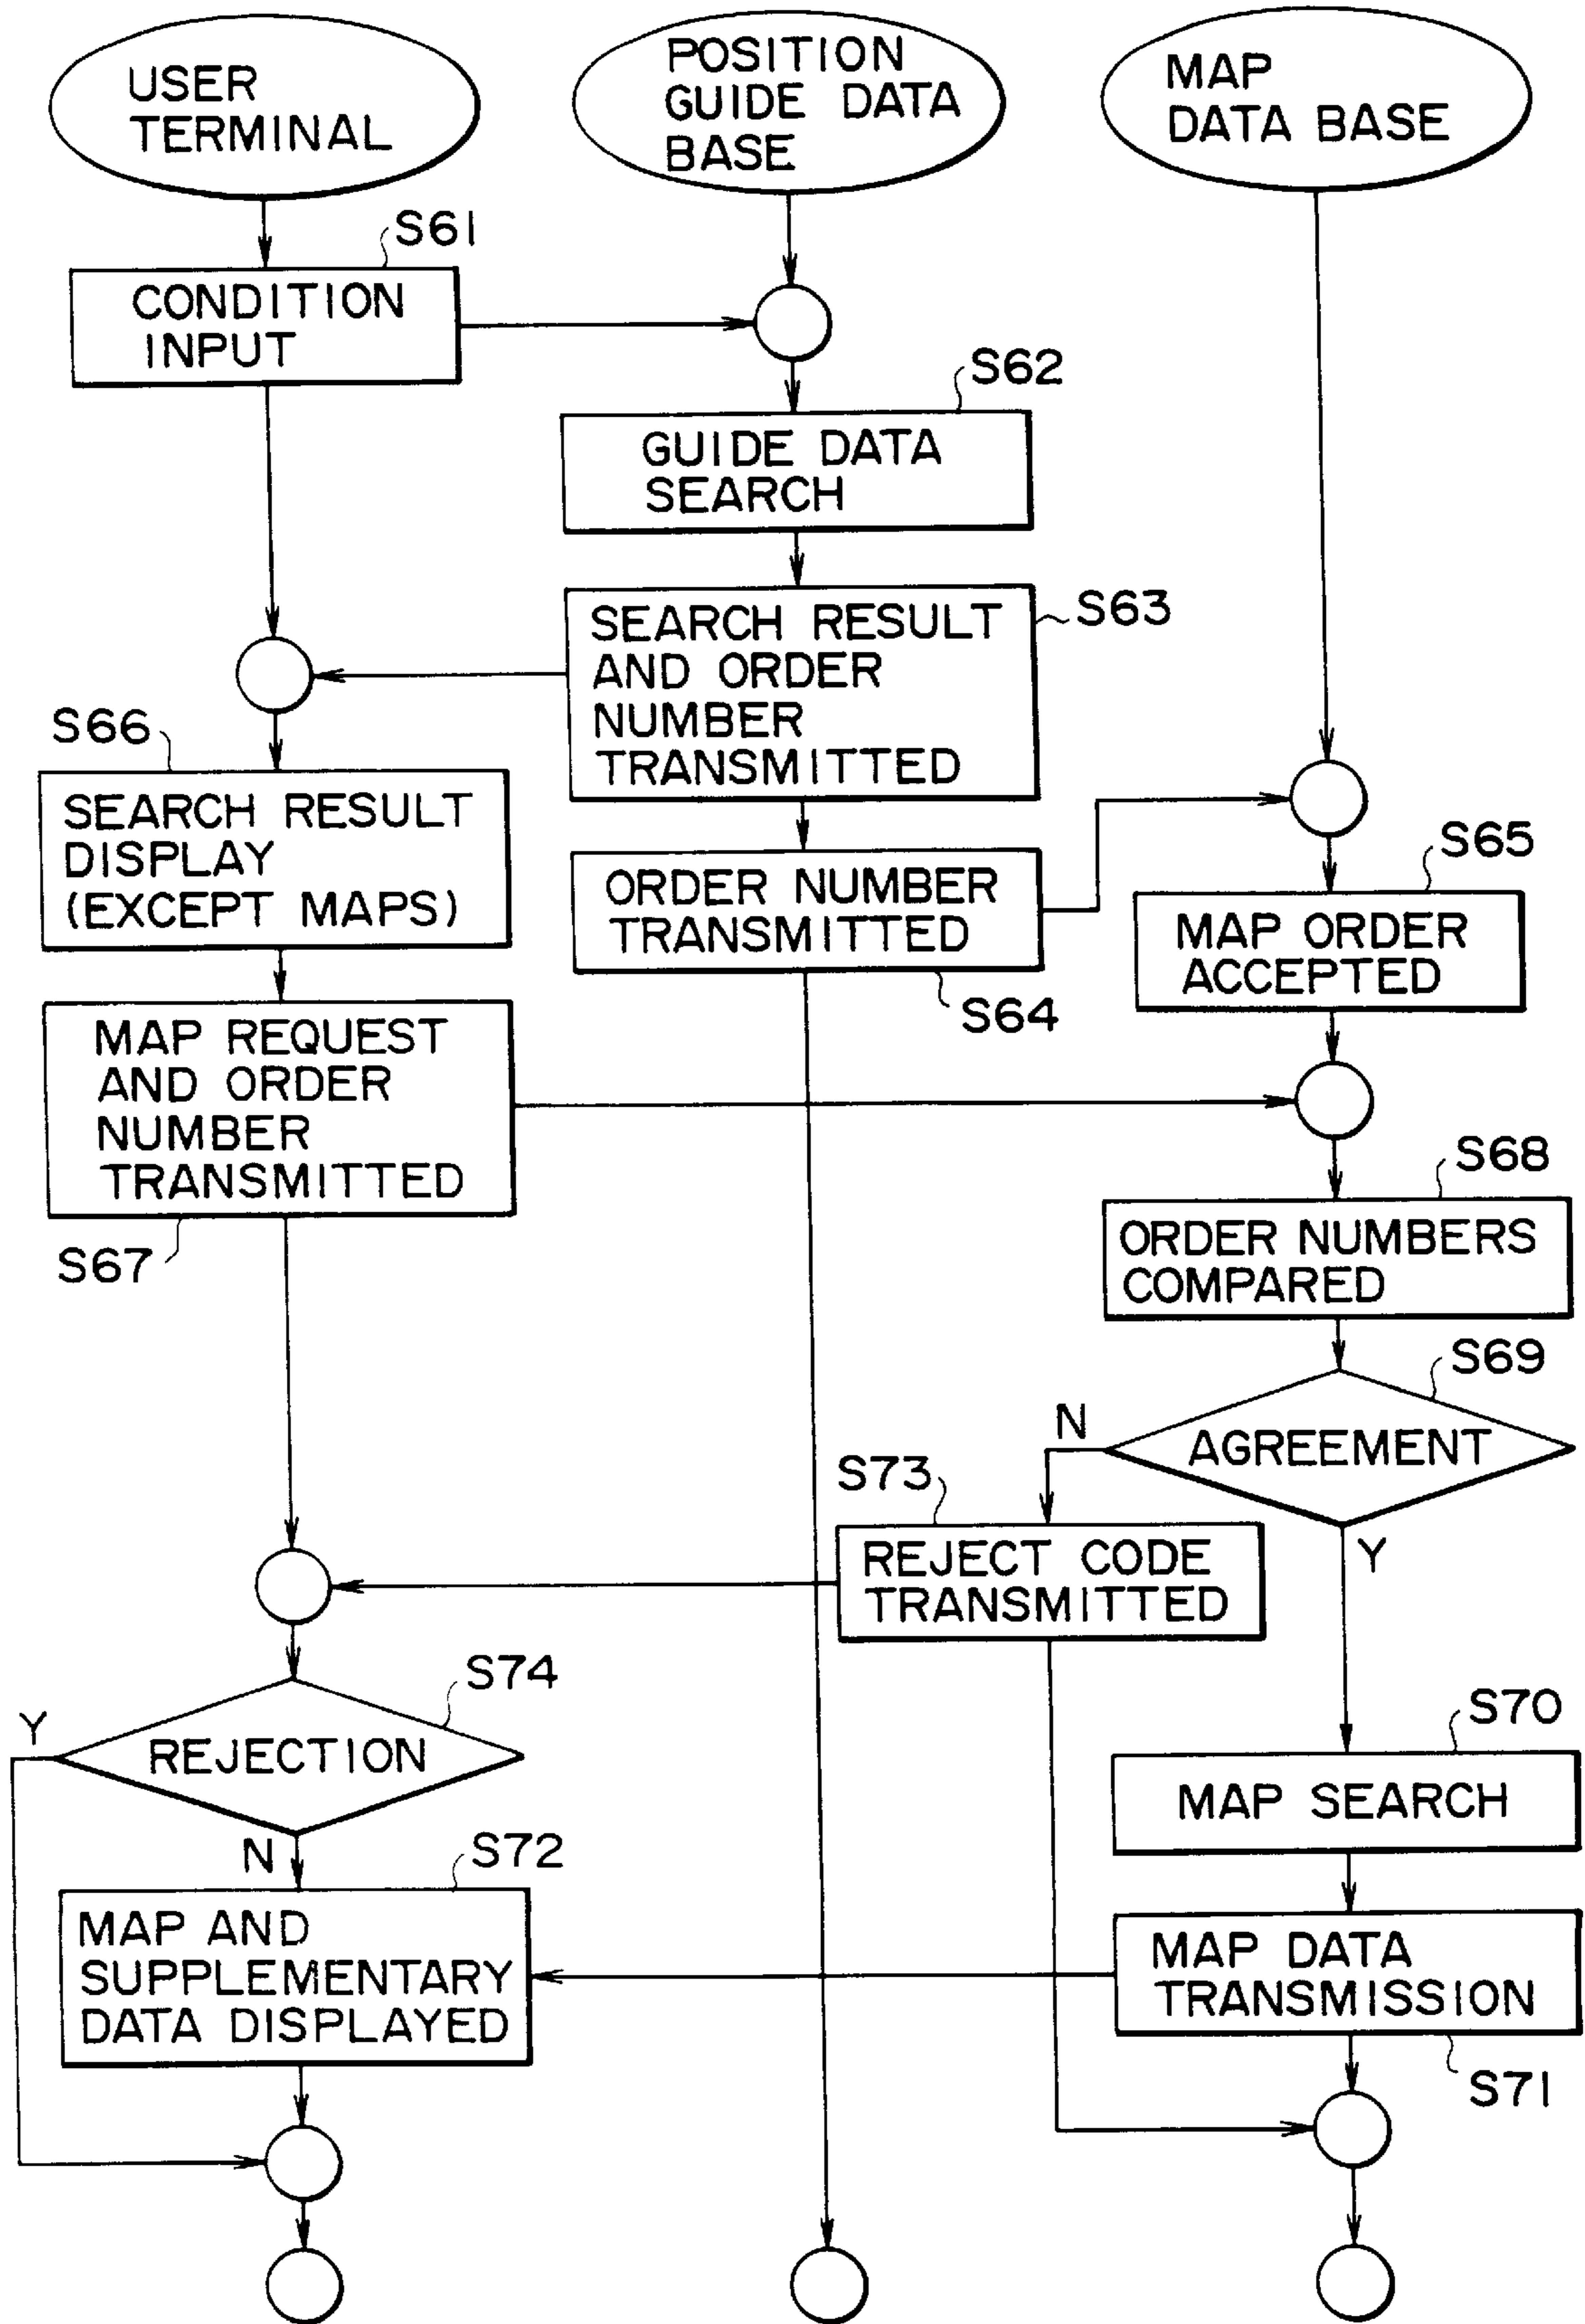 USER
TERMINAL
POSITION
GUIDE DATA
BASE
MAP
DATA BASE
S61
CONDITION
INPUT
S62
GUIDE DATA
SEARCH
S63
SEARCH RESULT
AND ORDER
NUMBER
TRANSMITTED
S66
SEARCH RESULT
DISPLAY
(EXCEPT MAPS)
ORDER NUMBER
TRANSMITTED
S64
S65
MAP ORDER
ACCEPTED
MAP REQUEST
AND ORDER
NUMBER
TRANSMITTED
S67
S68
ORDER NUMBERS
COMPARED
S69
AGREEMENT
N
Y
S73
REJECT CODE
TRANSMITTED
S74
REJECTION
Y
N
S70
MAP SEARCH
S72
MAP AND
SUPPLEMENTARY
DATA DISPLAYED
MAP DATA
TRANSMISSION
S71